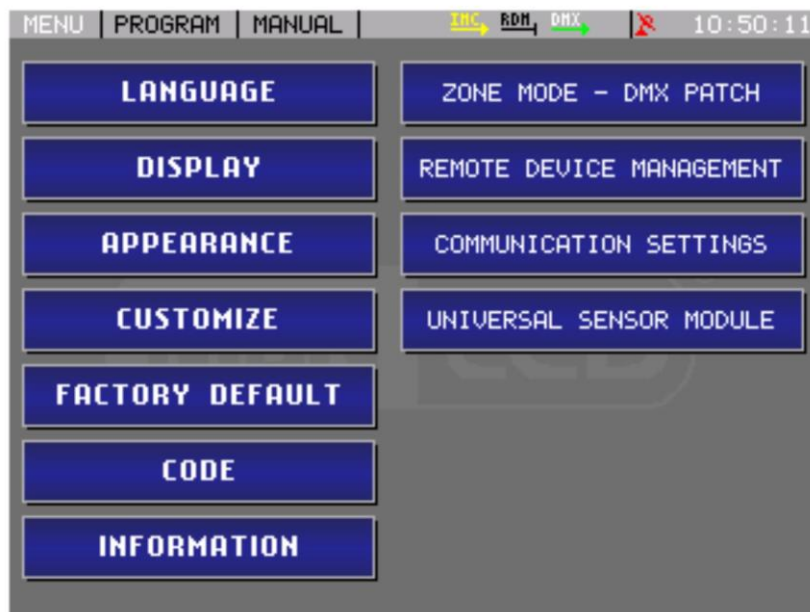 MENU PROGRAM MANUAL IMC RDM DMX 10:50:11
LANGUAGE
DISPLAY
APPEARANCE
CUSTOMIZE
FACTORY DEFAULT
CODE
INFORMATION
ZONE MODE - DMX PATCH
REMOTE DEVICE MANAGEMENT
COMMUNICATION SETTINGS
UNIVERSAL SENSOR MODULE